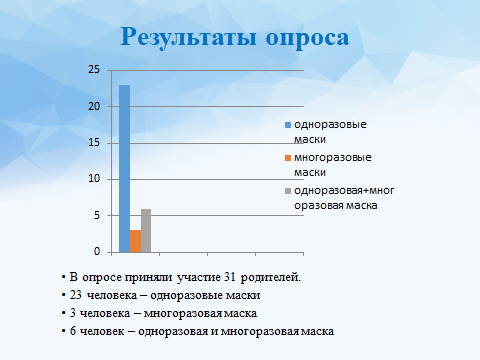 Результаты опроса
25
20
15
10
5
0
одноразовые
маски
многоразовые
маски
одноразовая+мног
оразовая маска
• В опросе приняли участие 31 родителей.
• 23 человека – одноразовые маски
• 3 человека – многоразовая маска
• 6 человек – одноразовая и многоразовая маска